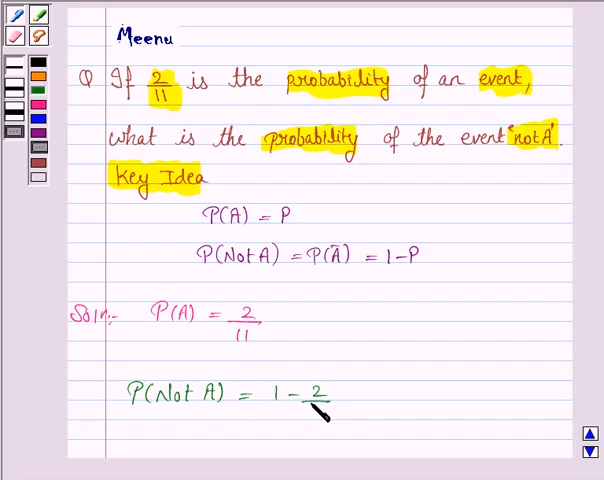 Meenu
Q If 2/11 is the probability of an event,
what is the probability of the event 'not A'.
Key Idea
P(A) = P
P(Not A) = P(Ā) = 1 - P
Soln:- P(A) = 2/11
P(Not A) = 1 - 2